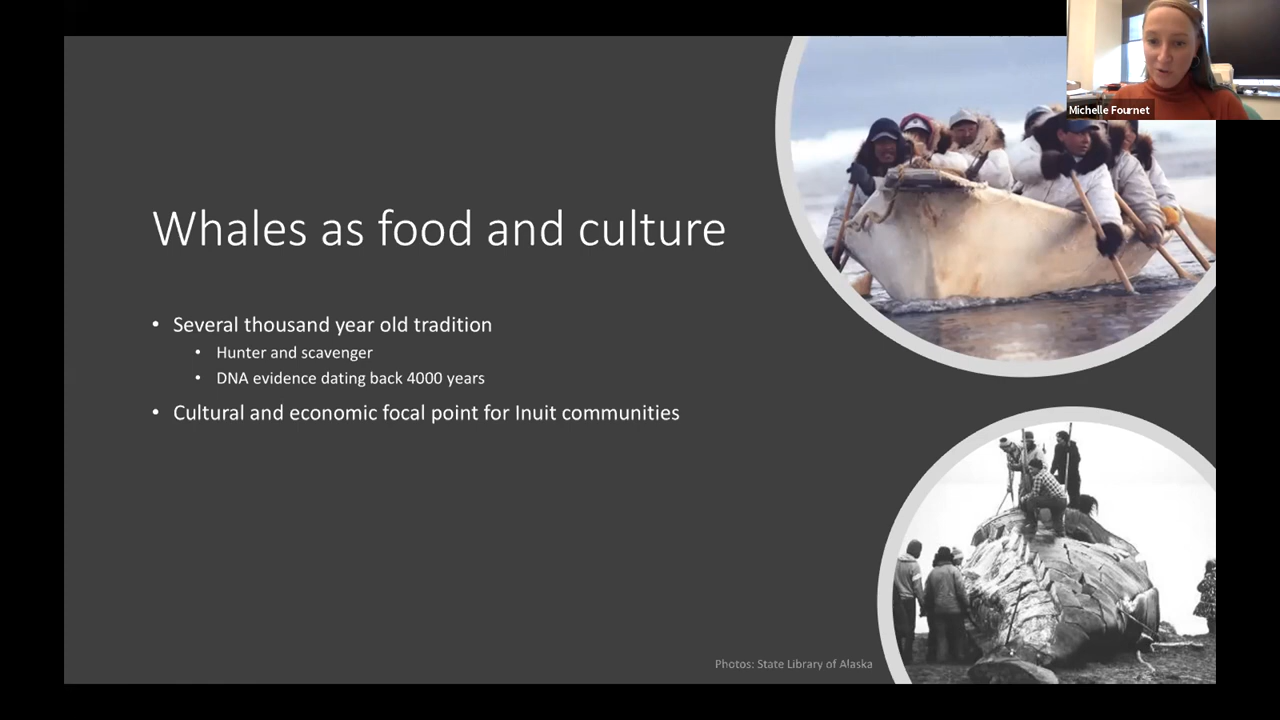 Michelle Fournet
Whales as food and culture
• Several thousand year old tradition
• Hunter and scavenger
• DNA evidence dating back 4000 years
• Cultural and economic focal point for Inuit communities
Photos: State Library of Alaska